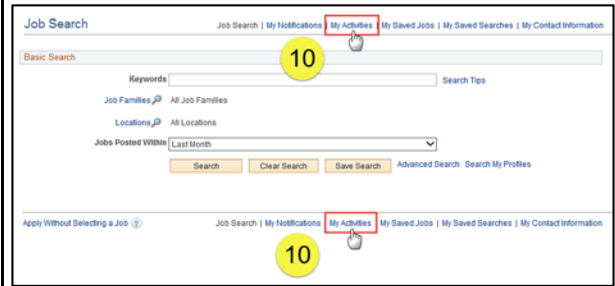 Job Search
Job Search | My Notifications | My Activities | My Saved Jobs | My Saved Searches | My Contact Information
Basic Search
10
Keywords
Search Tips
Job Families All Job Families
Locations All Locations
Jobs Posted Within Last Month
Search Clear Search Save Search Advanced Search Search My Profiles
Apply Without Selecting a Job ? Job Search | My Notifications | My Activities | My Saved Jobs | My Saved Searches | My Contact Information
10